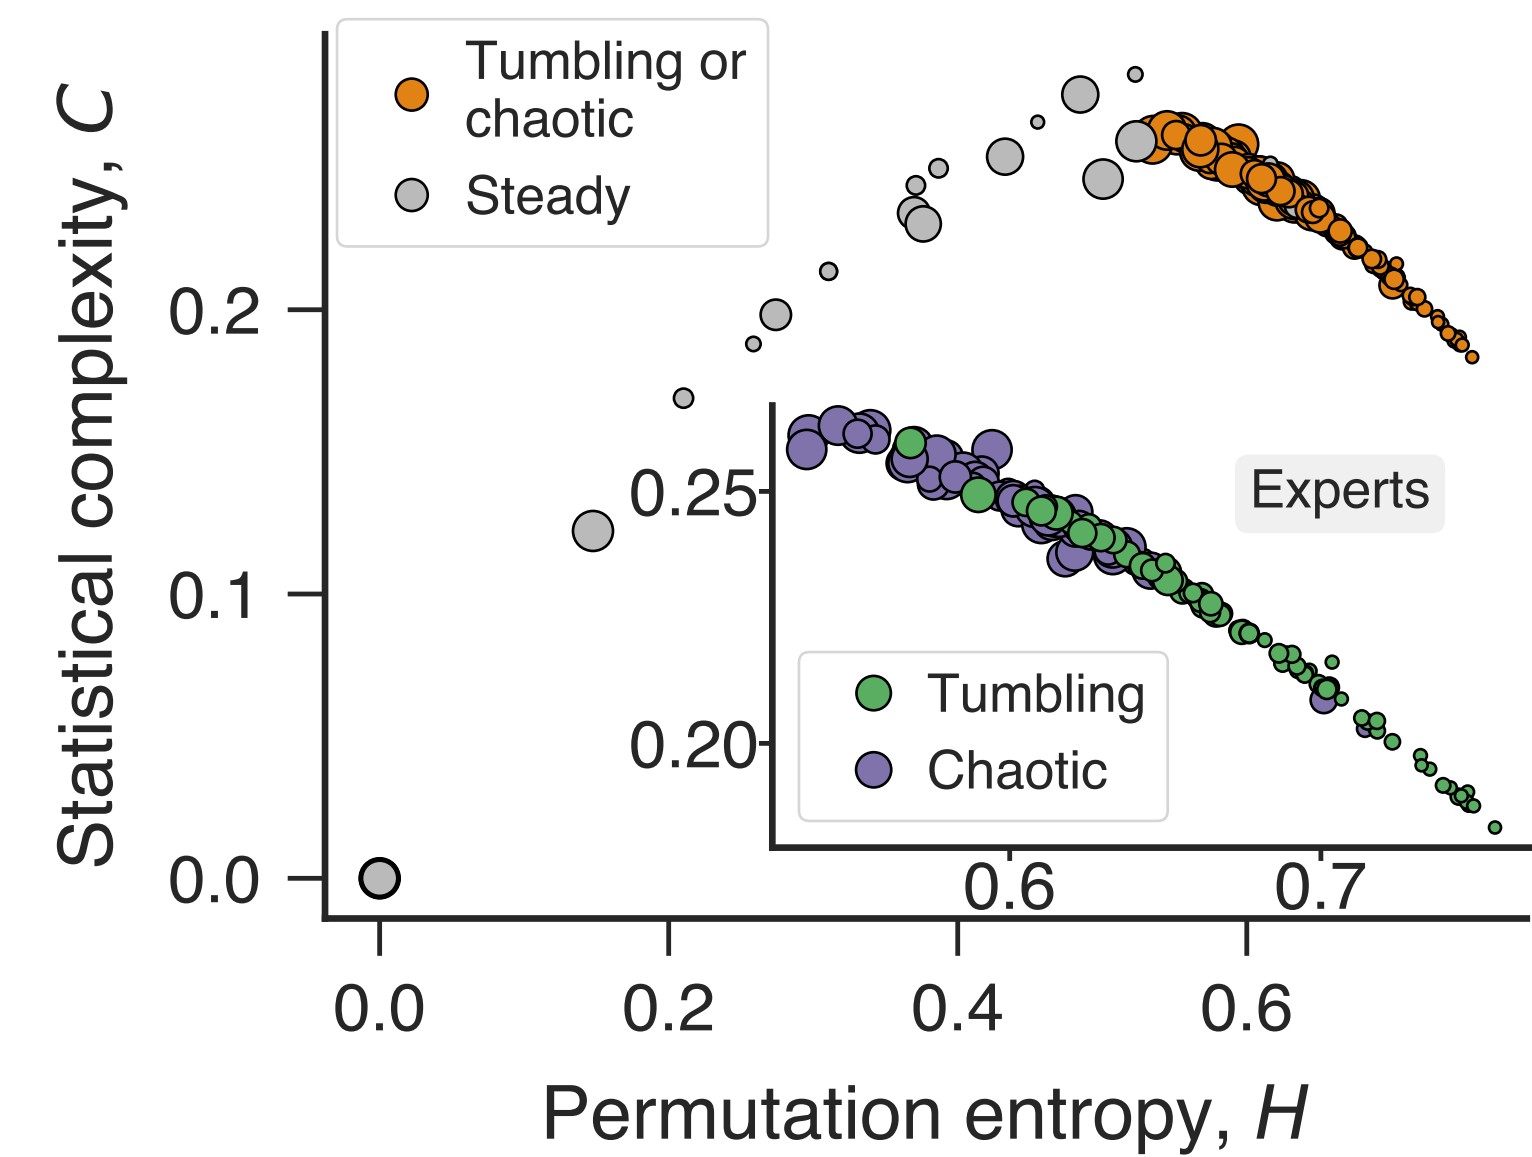 Tumbling or
chaotic
Steady
Statistical complexity, C
0.2
0.1
0.0
0.25
0.20
Experts
Tumbling
Chaotic
0.6
0.7
0.0
0.2
0.4
0.6
Permutation entropy, H